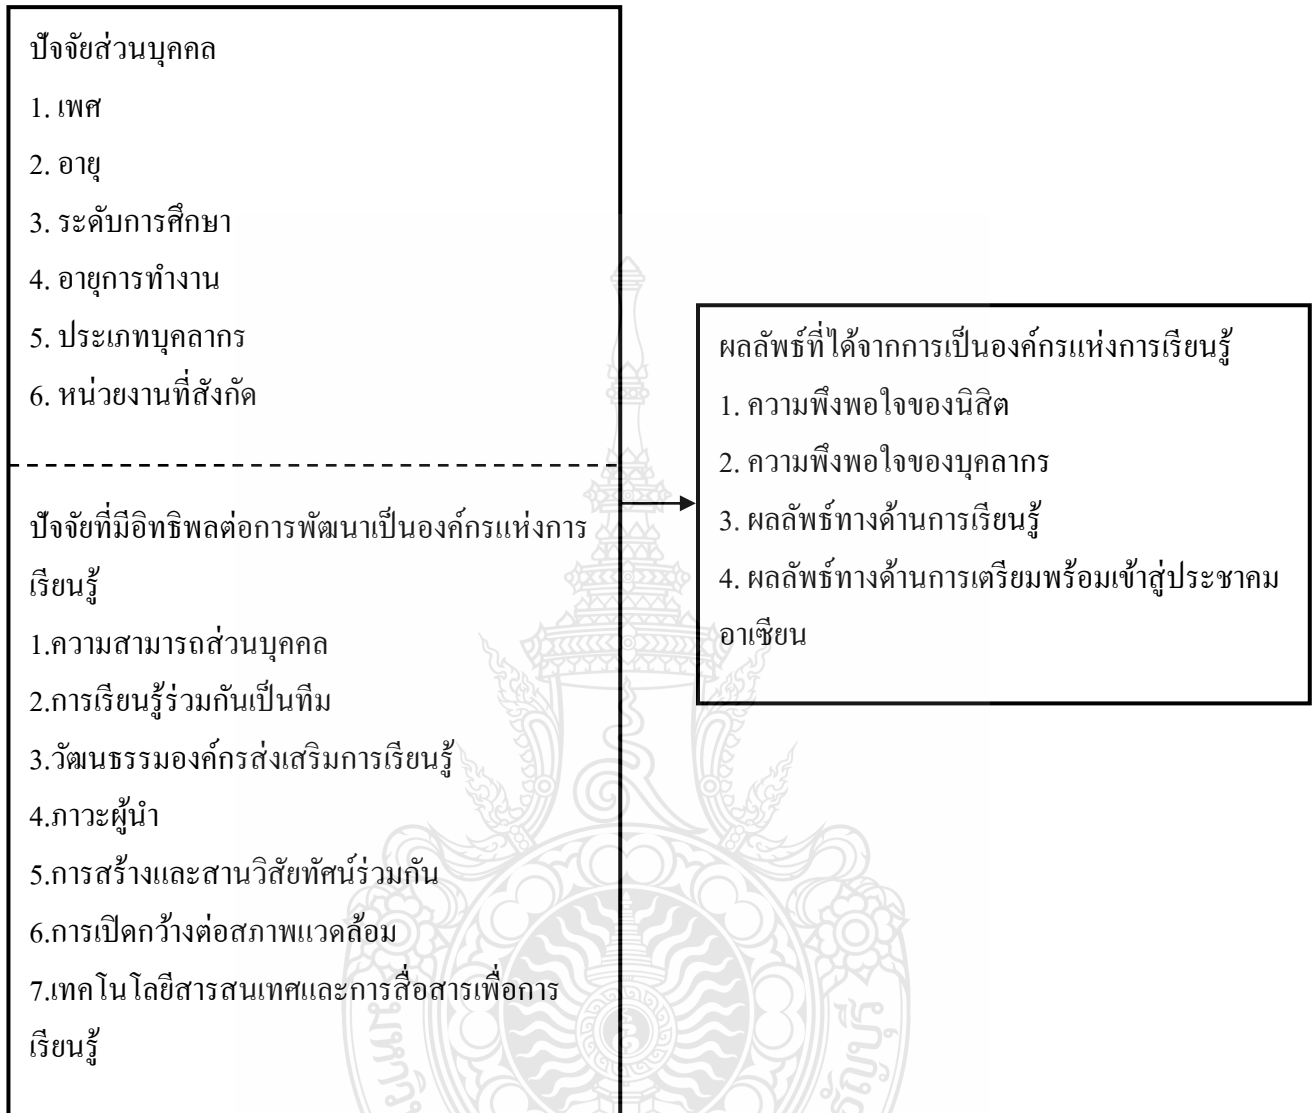 ปัจจัยส่วนบุคคล
1. เพศ
2. อายุ
3. ระดับการศึกษา
4. อายุการทำงาน
5. ประเภทบุคลากร
6. หน่วยงานที่สังกัด
ปัจจัยที่มีอิทธิพลต่อการพัฒนาเป็นองค์กรแห่งการ
เรียนรู้
1.ความสามารถส่วนบุคคล
2.การเรียนรู้ร่วมกันเป็นทีม
3.วัฒนธรรมองค์กรส่งเสริมการเรียนรู้
4.ภาวะผู้นำ
5.การสร้างและสานวิสัยทัศน์ร่วมกัน
6.การเปิดกว้างต่อสภาพแวดล้อม
7.เทคโนโลยีสารสนเทศและการสื่อสารเพื่อการ
เรียนรู้
ผลลัพธ์ที่ได้จากการเป็นองค์กรแห่งการเรียนรู้
1. ความพึงพอใจของนิสิต
2. ความพึงพอใจของบุคลากร
3. ผลลัพธ์ทางด้านการเรียนรู้
4. ผลลัพธ์ทางด้านการเตรียมพร้อมเข้าสู่ประชาคม
อาเซียน